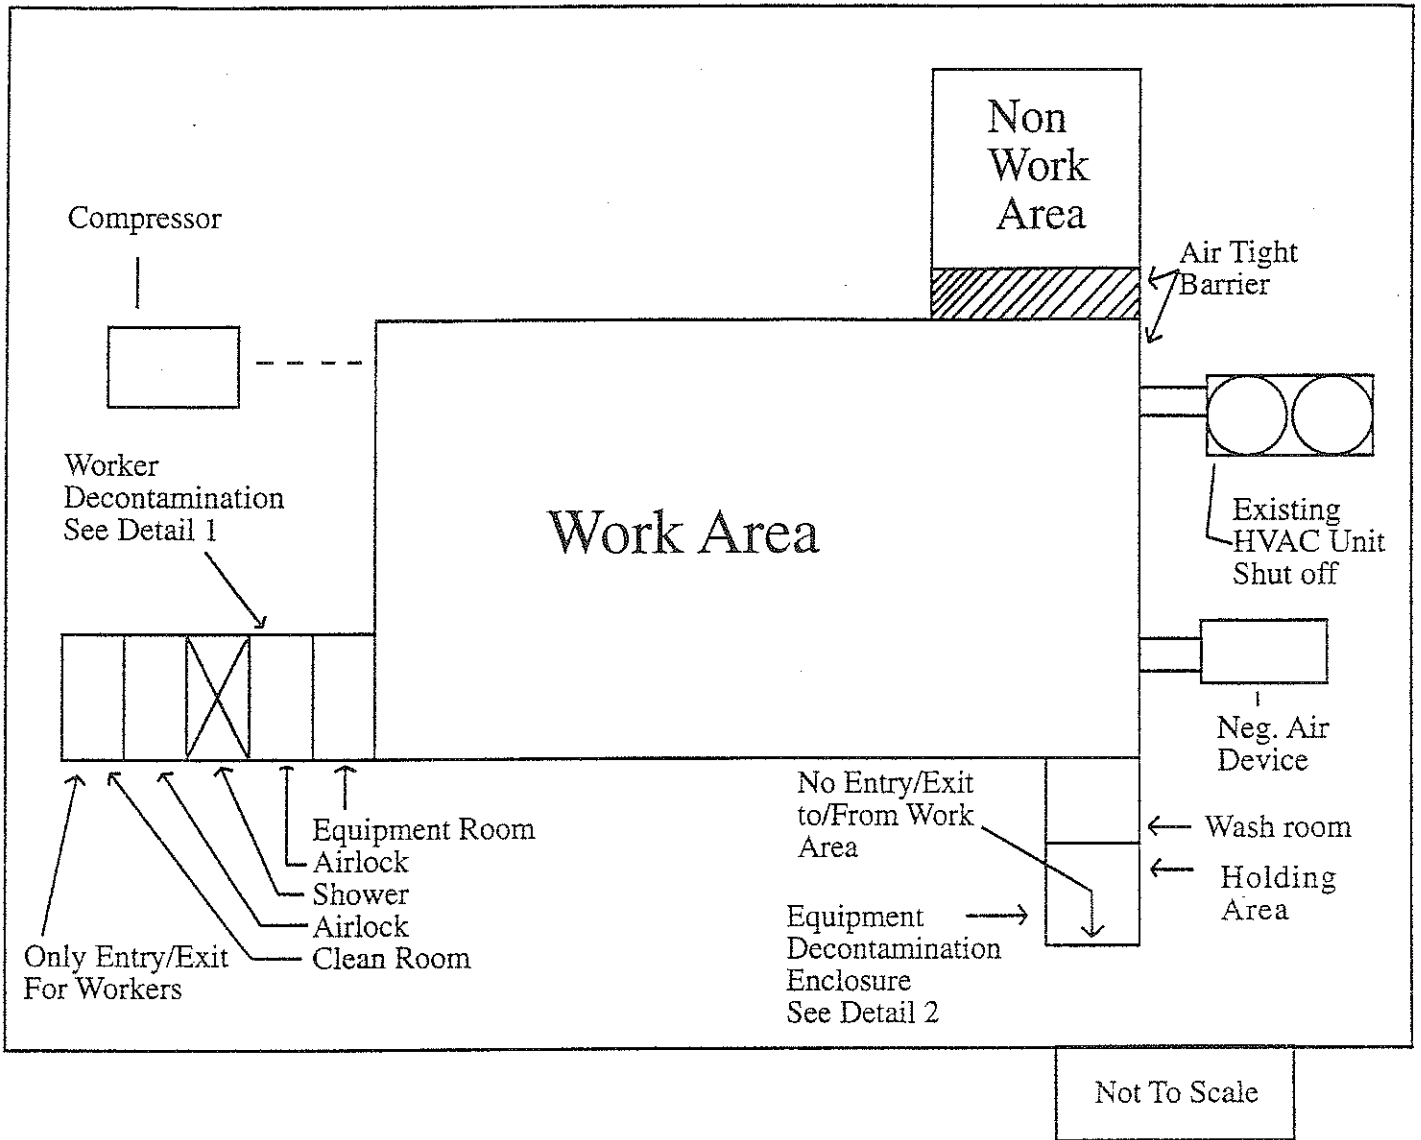 Non
Work
Area
Compressor
Air Tight
Barrier
Worker
Decontamination
See Detail 1
Work Area
Existing
HVAC Unit
Shut off
Neg. Air
Device
No Entry/Exit
to/From Work
Area
Wash room
Holding
Area
Equipment Room
Airlock
Shower
Airlock
Clean Room
Only Entry/Exit
For Workers
Equipment
Decontamination
Enclosure
See Detail 2
Not To Scale